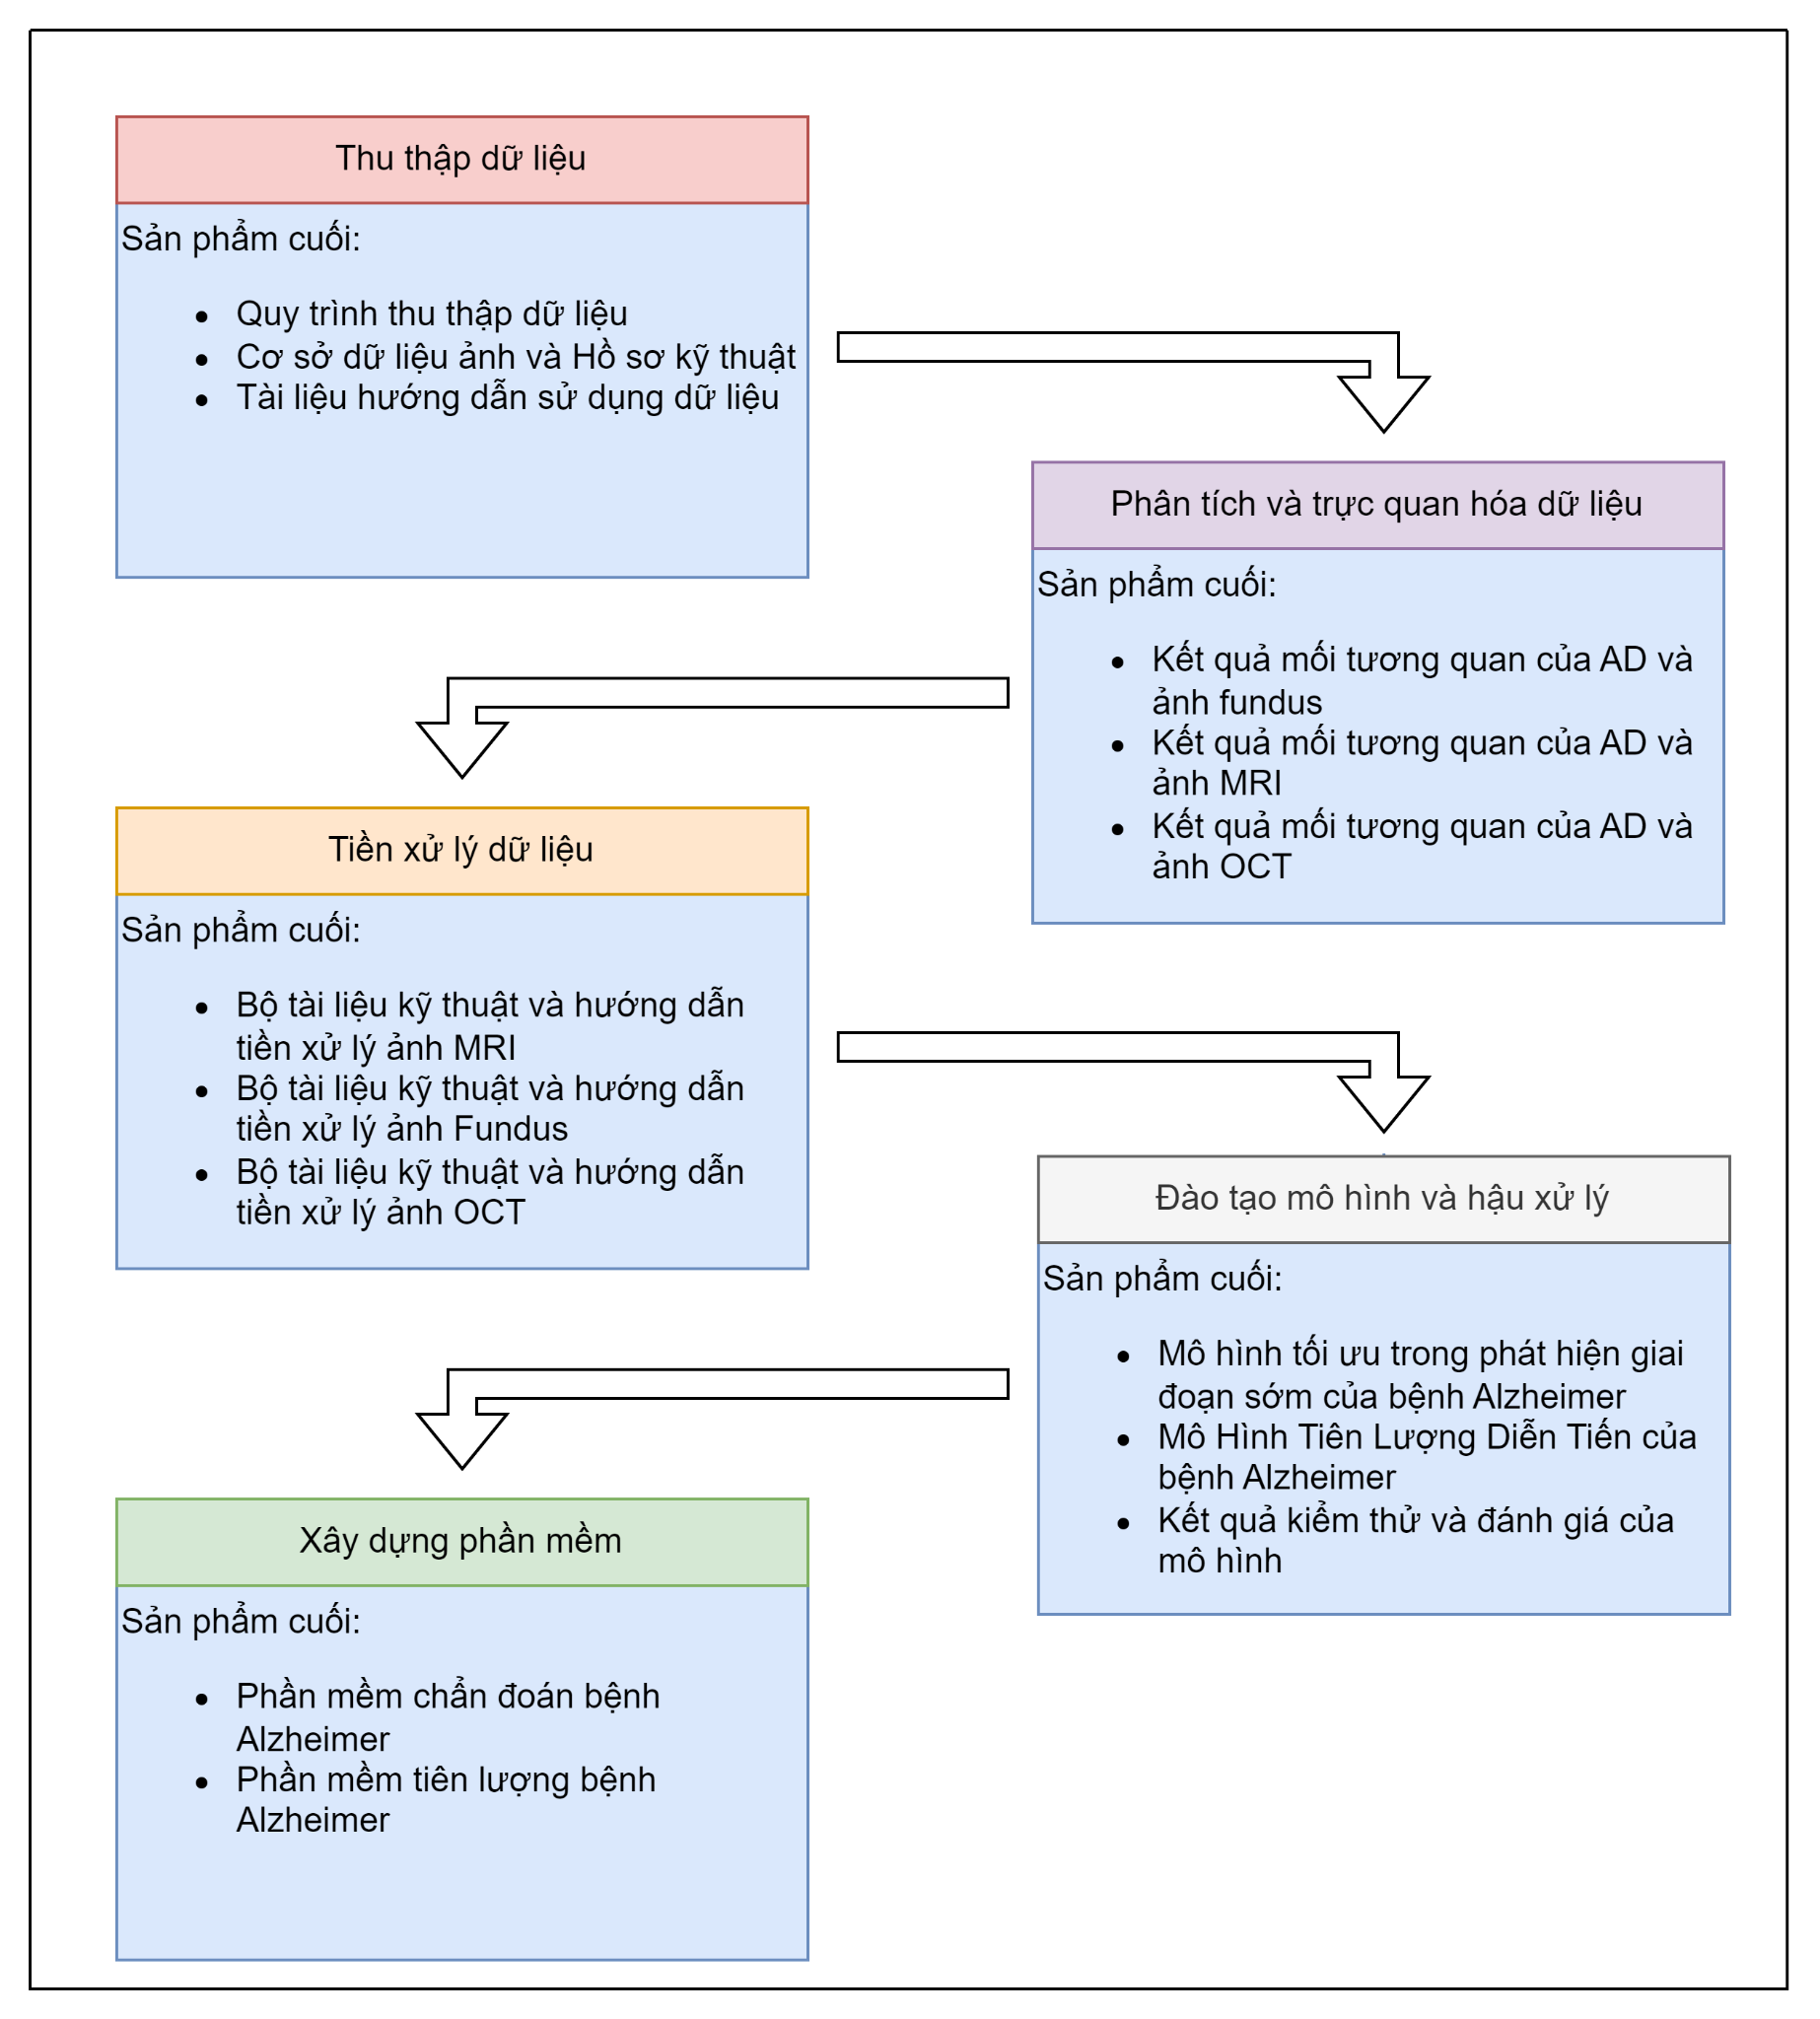 Thu thập dữ liệu
Sản phẩm cuối:
Quy trình thu thập dữ liệu
Cơ sở dữ liệu ảnh và Hồ sơ kỹ thuật
Tài liệu hướng dẫn sử dụng dữ liệu
Phân tích và trực quan hóa dữ liệu
Sản phẩm cuối:
Kết quả mối tương quan của AD và
ảnh fundus
Kết quả mối tương quan của AD và
ảnh MRI
Kết quả mối tương quan của AD và
ảnh OCT
Tiền xử lý dữ liệu
Sản phẩm cuối:
Bộ tài liệu kỹ thuật và hướng dẫn
tiền xử lý ảnh MRI
Bộ tài liệu kỹ thuật và hướng dẫn
tiền xử lý ảnh Fundus
Bộ tài liệu kỹ thuật và hướng dẫn
tiền xử lý ảnh OCT
Đào tạo mô hình và hậu xử lý
Sản phẩm cuối:
Mô hình tối ưu trong phát hiện giai
đoạn sớm của bệnh Alzheimer
Mô Hình Tiên Lượng Diễn Tiến của
bệnh Alzheimer
Kết quả kiểm thử và đánh giá của
mô hình
Xây dựng phần mềm
Sản phẩm cuối:
Phần mềm chẩn đoán bệnh
Alzheimer
Phần mềm tiên lượng bệnh
Alzheimer